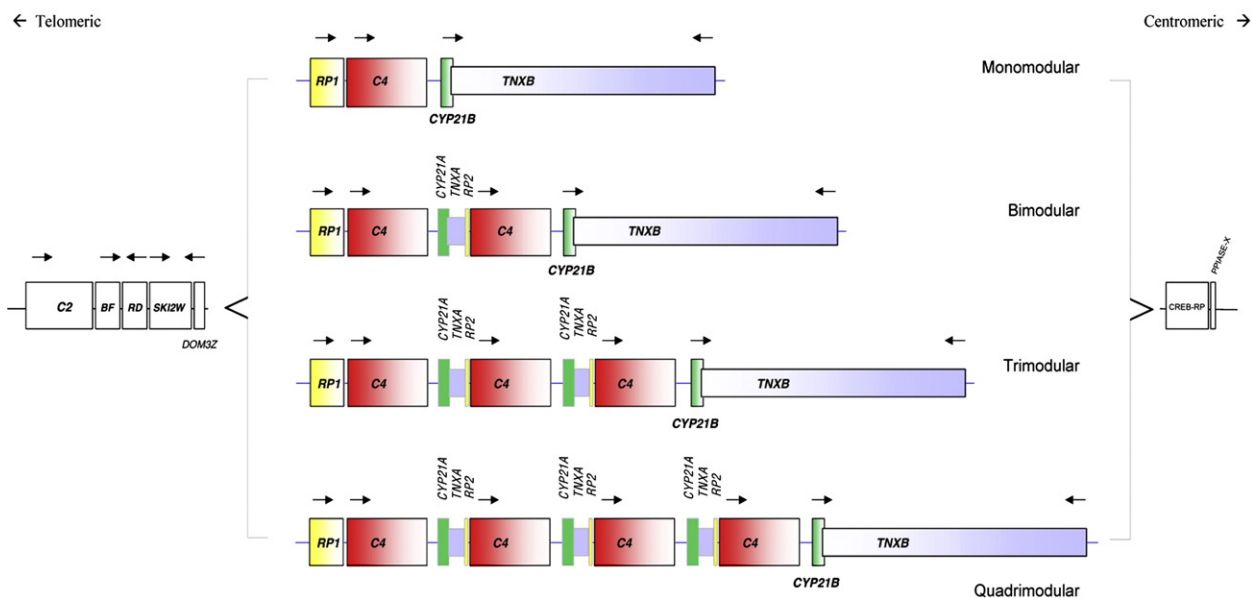 ← Telomeric
Centromeric →
RP1 C4 TNXB
CYP21B
Monomodular
CYP21A TNXA RP2
RP1 C4 C4 TNXB
CYP21B
Bimodular
C2 BF RD SKI2W
DOM3Z
CREB-RP PPIASE-X
CYP21A TNXA RP2 CYP21A TNXA RP2
RP1 C4 C4 C4 TNXB
CYP21B
Trimodular
CYP21A TNXA RP2 CYP21A TNXA RP2 CYP21A TNXA RP2
RP1 C4 C4 C4 C4 TNXB
CYP21B
Quadrimodular